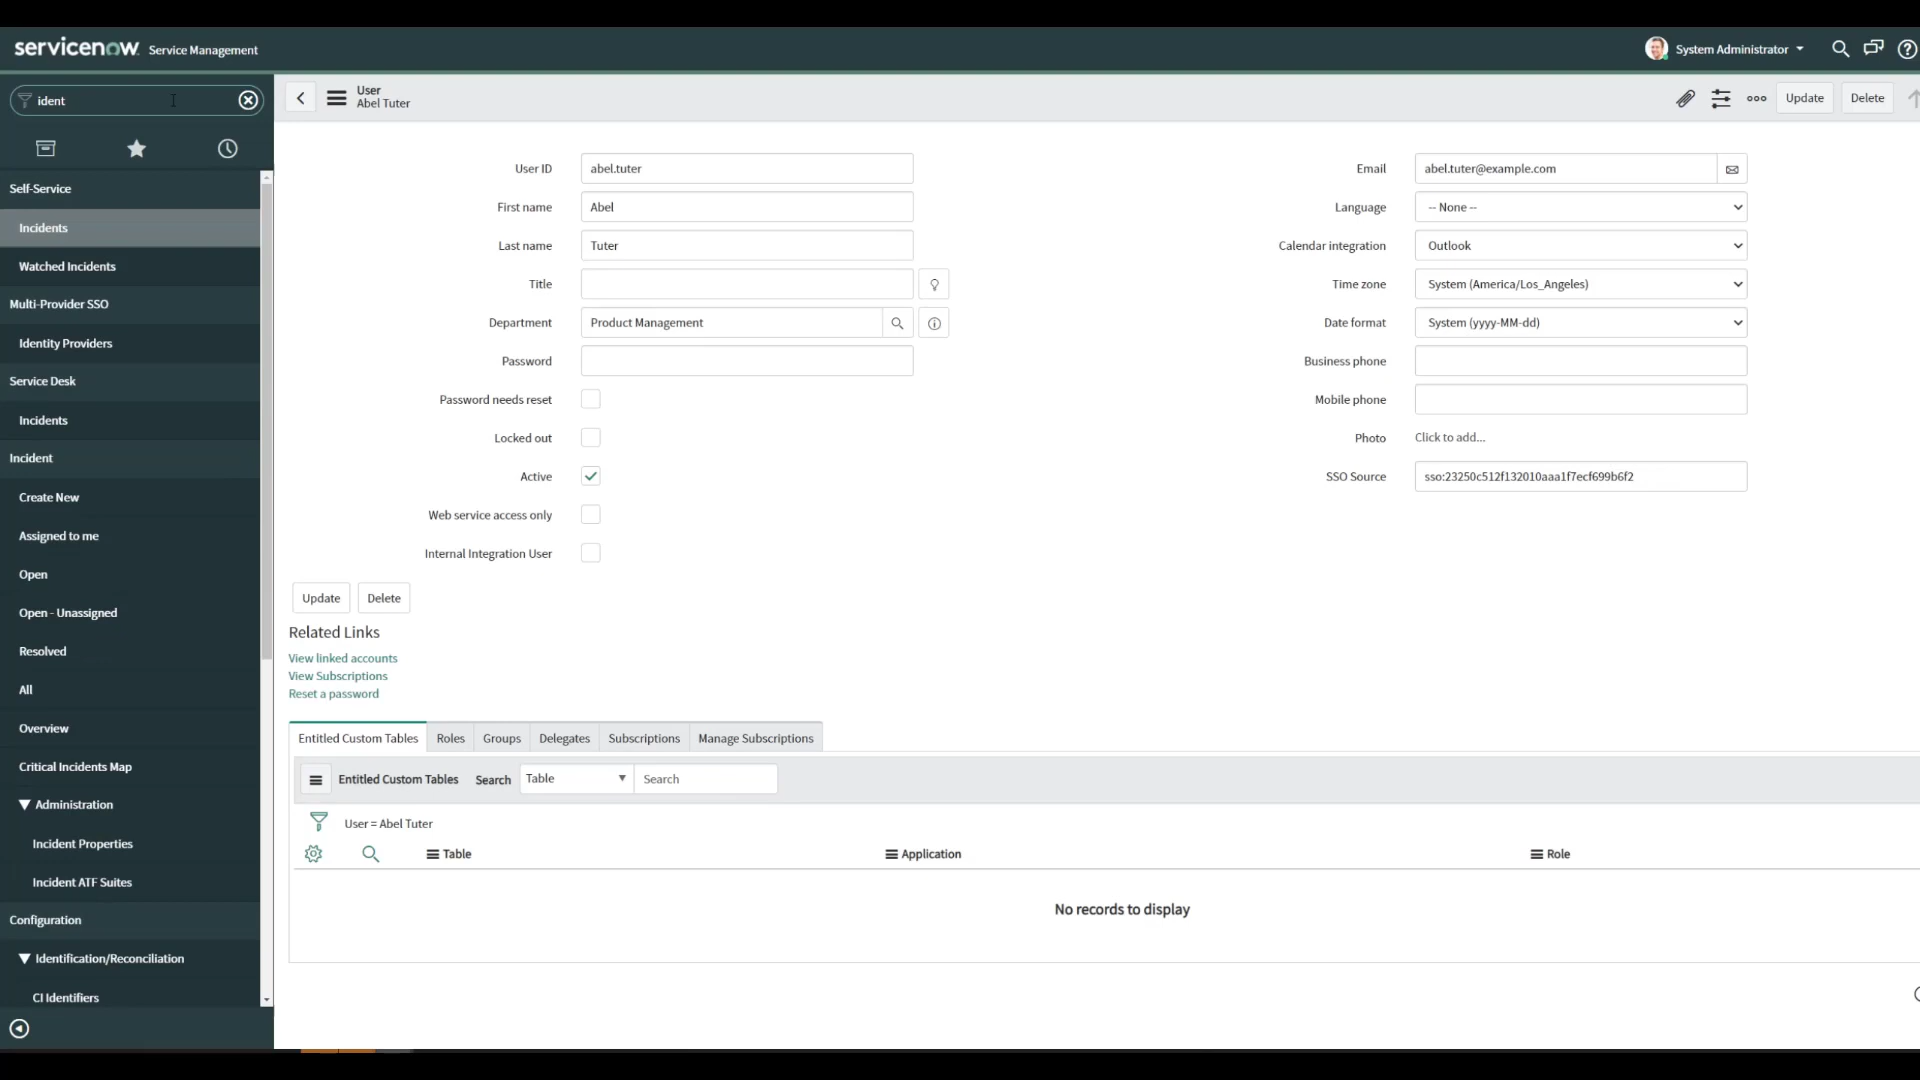 servicenow Service Management
System Administrator
ident
Self-Service
Incidents
Watched Incidents
Multi-Provider SSO
Identity Providers
Service Desk
Incidents
Incident
Create New
Assigned to me
Open
Open - Unassigned
Resolved
All
Overview
Critical Incidents Map
Administration
Incident Properties
Incident ATF Suites
Configuration
Identification/Reconciliation
CI Identifiers
User
Abel Tuter
Update
Delete
User ID abel.tuter
First name Abel
Last name Tuter
Title
Department Product Management
Password
Password needs reset
Locked out
Active
Web service access only
Internal Integration User
Email abel.tuter@example.com
Language -- None --
Calendar integration Outlook
Time zone System (America/Los_Angeles)
Date format System (yyyy-MM-dd)
Business phone
Mobile phone
Photo Click to add...
SSO Source sso:23250c512f132010aaa1f7ecf699b6f2
Update Delete
Related Links
View linked accounts
View Subscriptions
Reset a password
Entitled Custom Tables Roles Groups Delegates Subscriptions Manage Subscriptions
Entitled Custom Tables Search Table Search
User = Abel Tuter
Table Application Role
No records to display